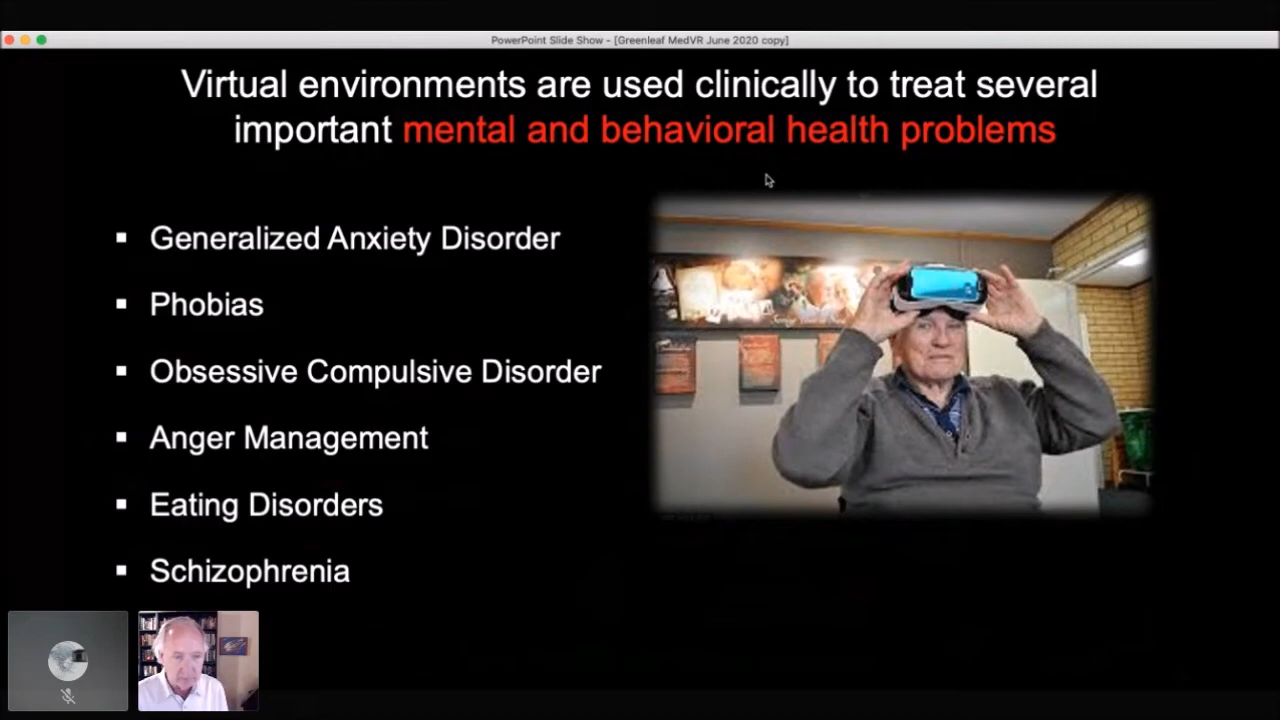 PowerPoint Slide Show - [Greenleaf MedVR June 2020 copy]
Virtual environments are used clinically to treat several
important mental and behavioral health problems
▪ Generalized Anxiety Disorder
▪ Phobias
▪ Obsessive Compulsive Disorder
▪ Anger Management
▪ Eating Disorders
▪ Schizophrenia